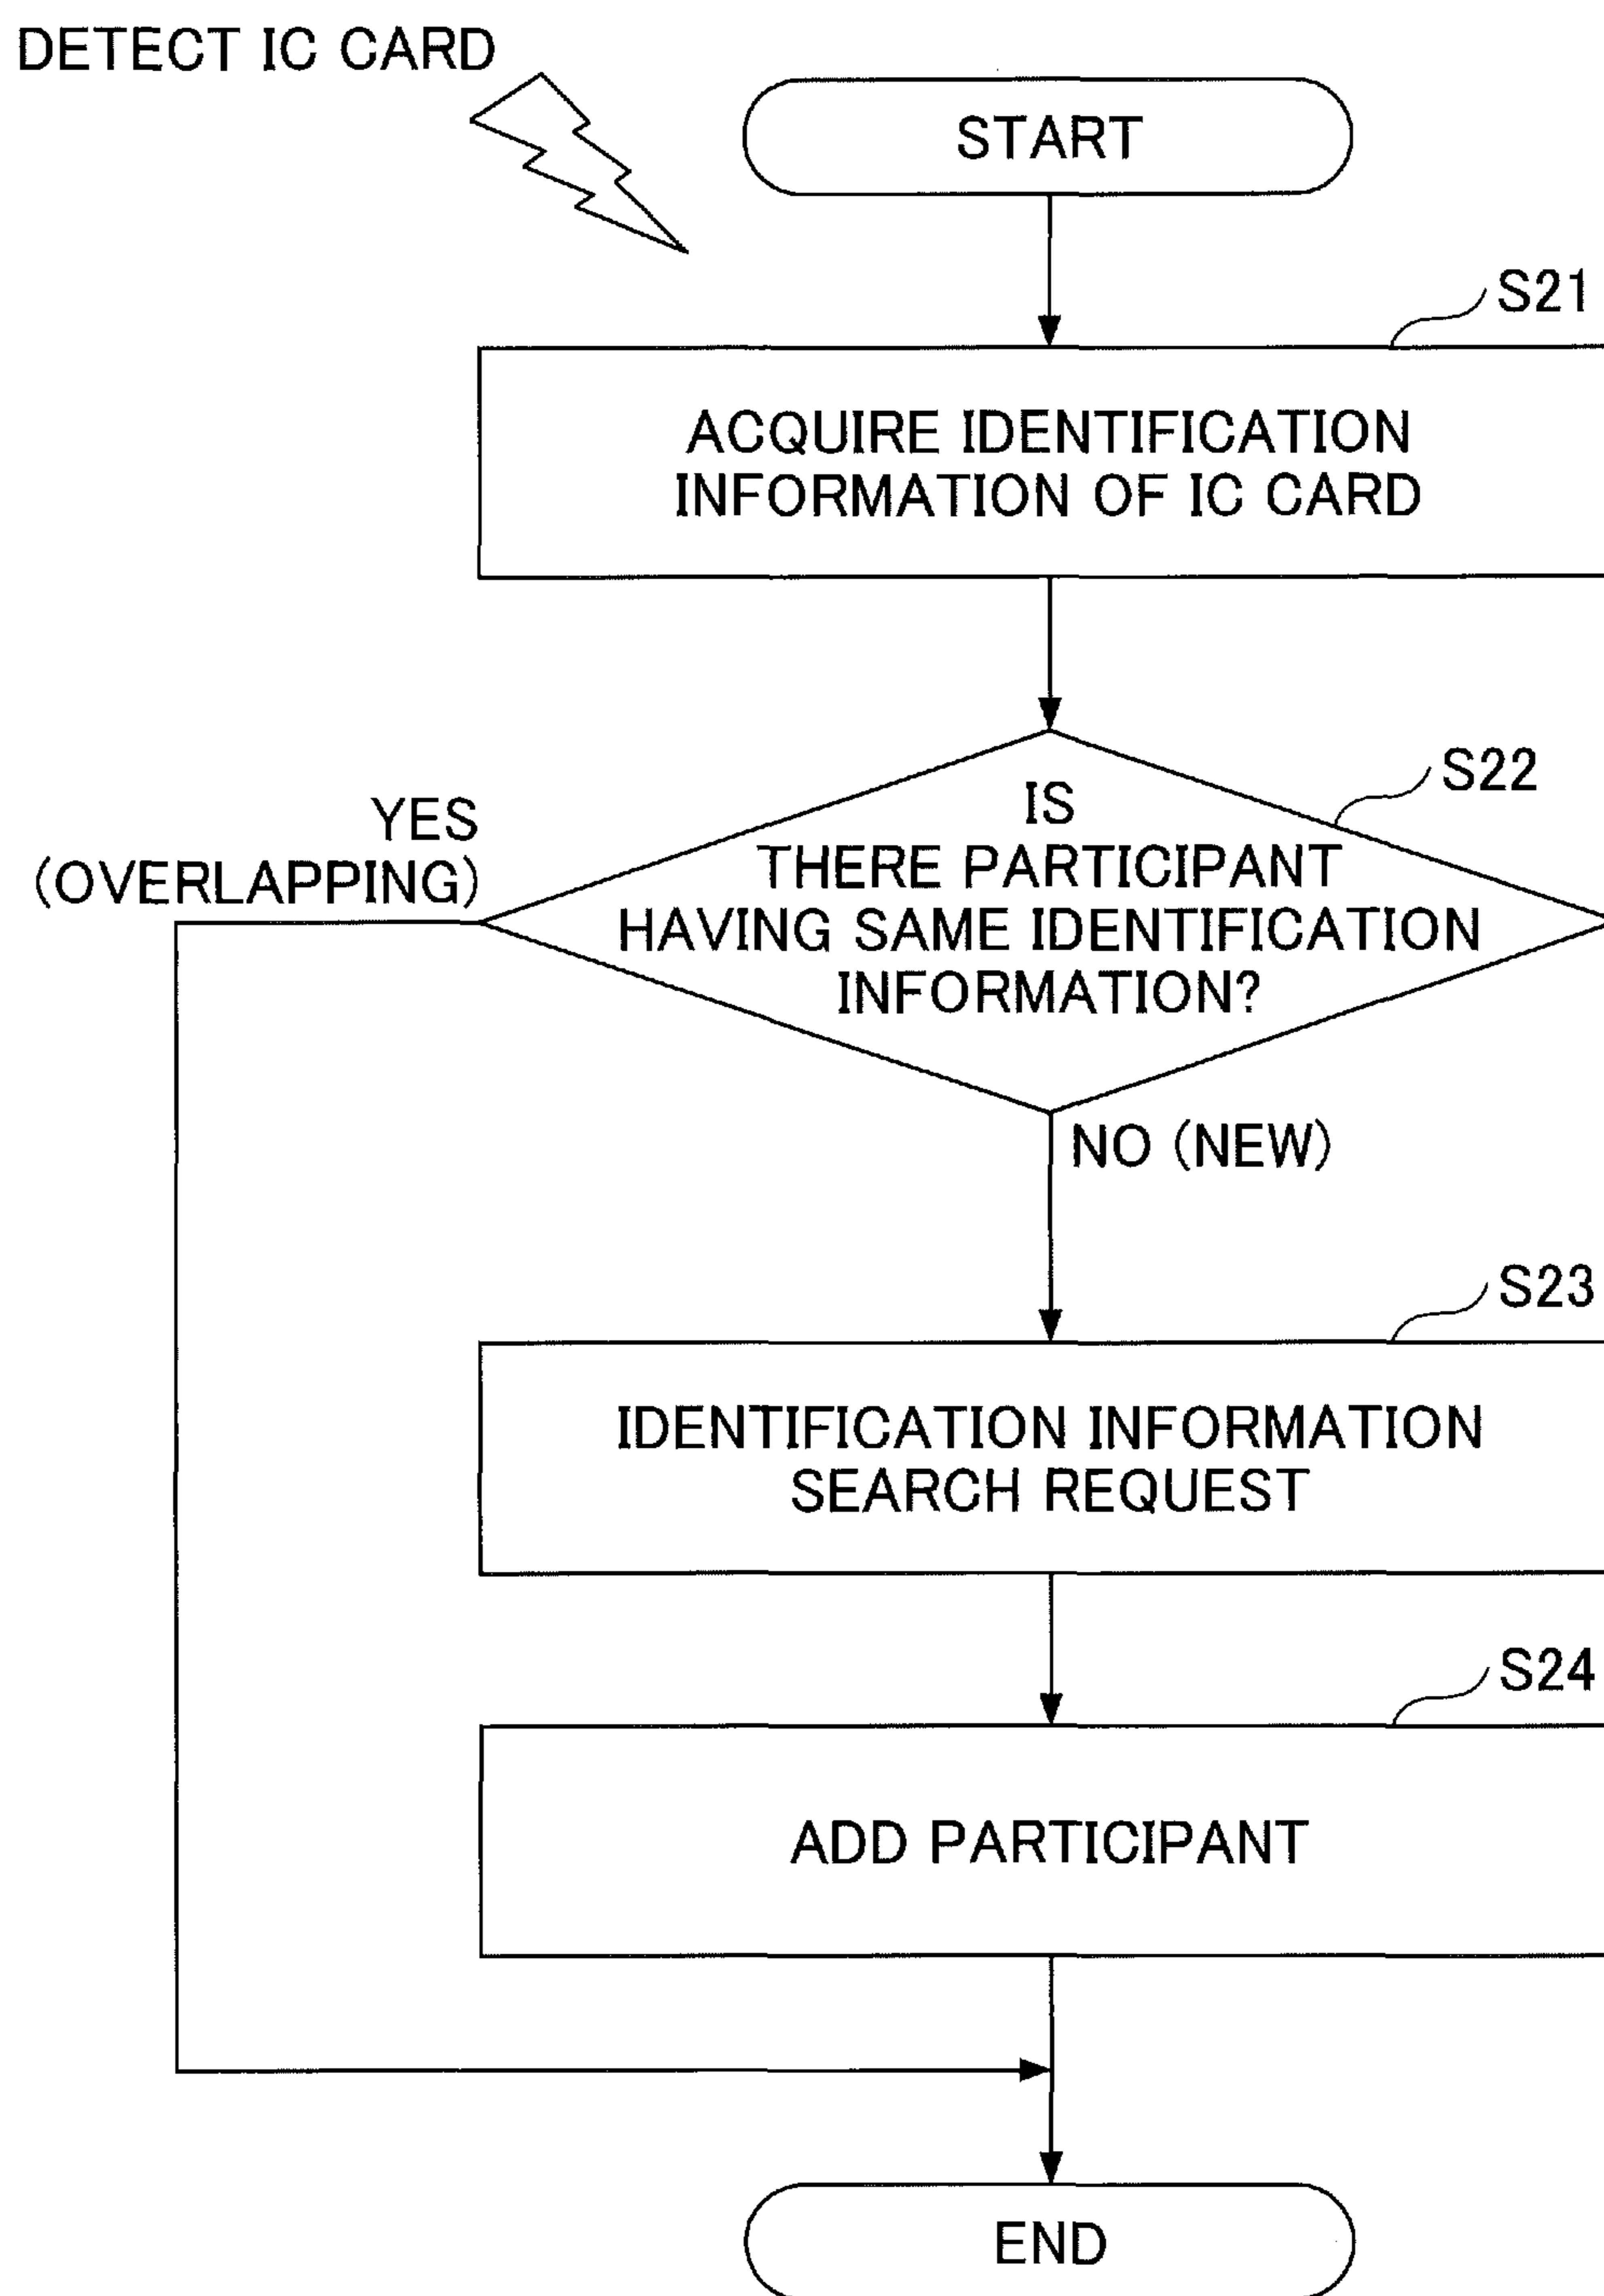 DETECT IC CARD
START
S21
ACQUIRE IDENTIFICATION
INFORMATION OF IC CARD
S22
YES
(OVERLAPPING)
IS
THERE PARTICIPANT
HAVING SAME IDENTIFICATION
INFORMATION?
NO (NEW)
S23
IDENTIFICATION INFORMATION
SEARCH REQUEST
S24
ADD PARTICIPANT
END